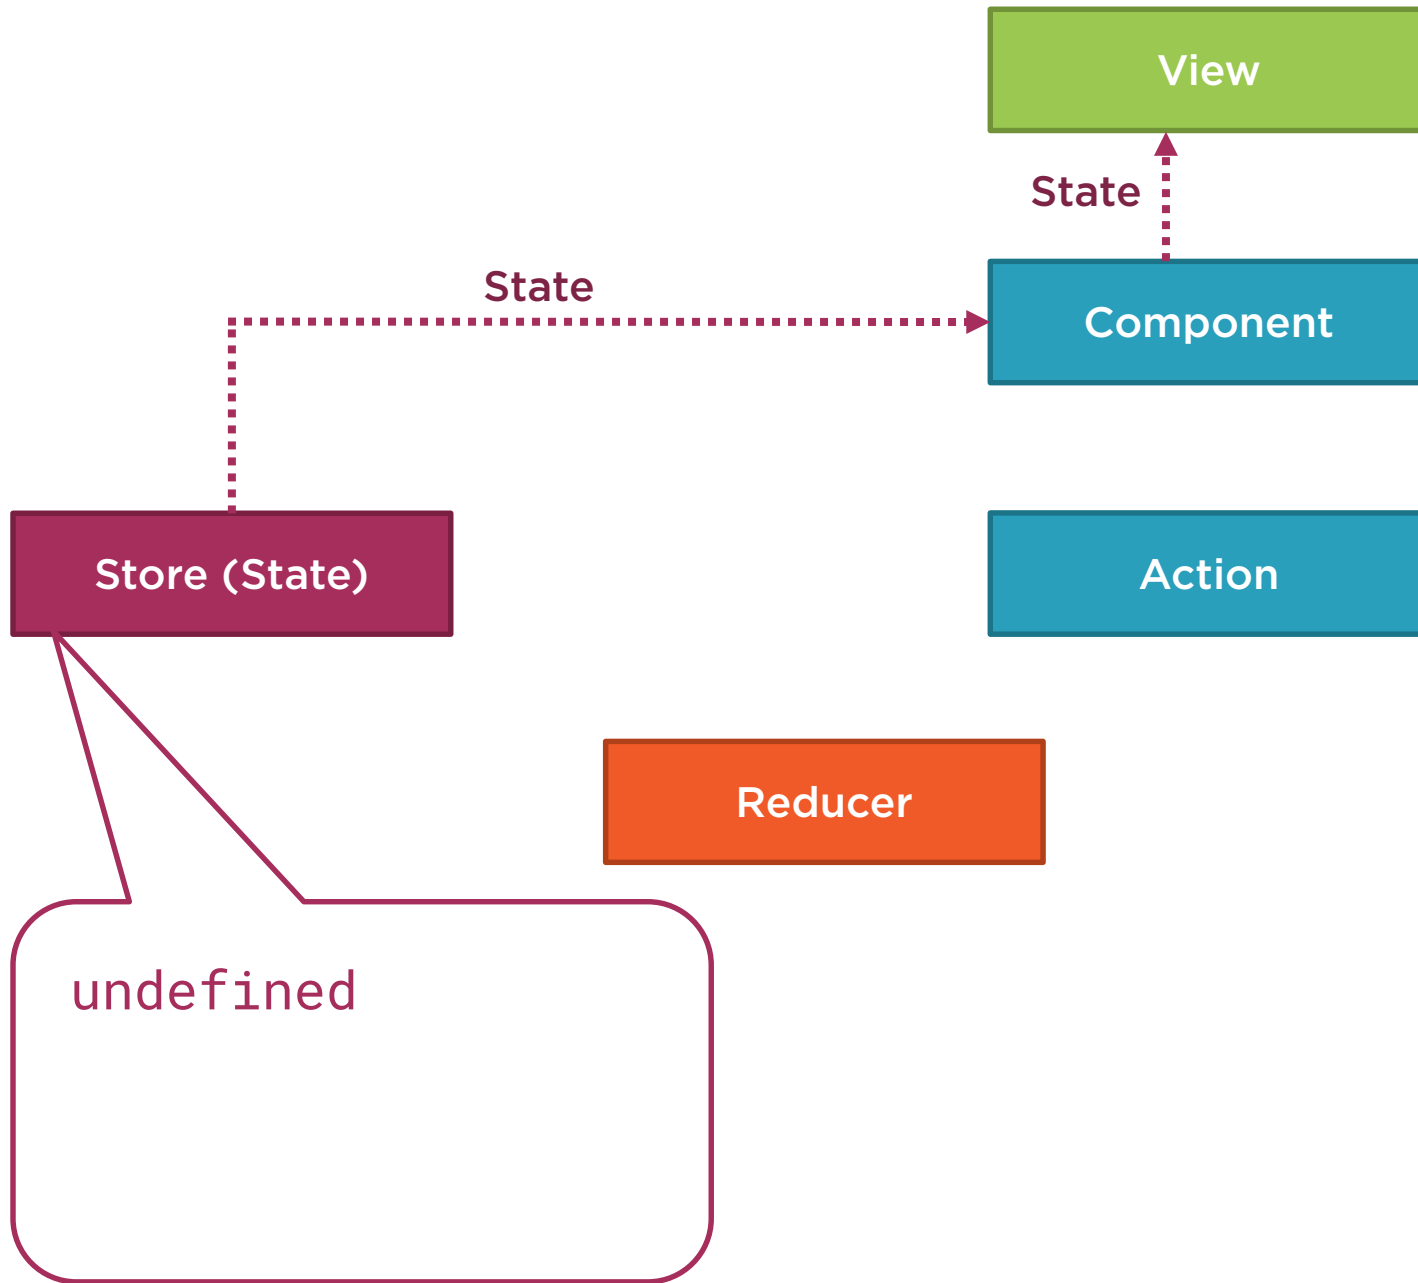 View
State
State
Component
Store (State)
Action
Reducer
undefined